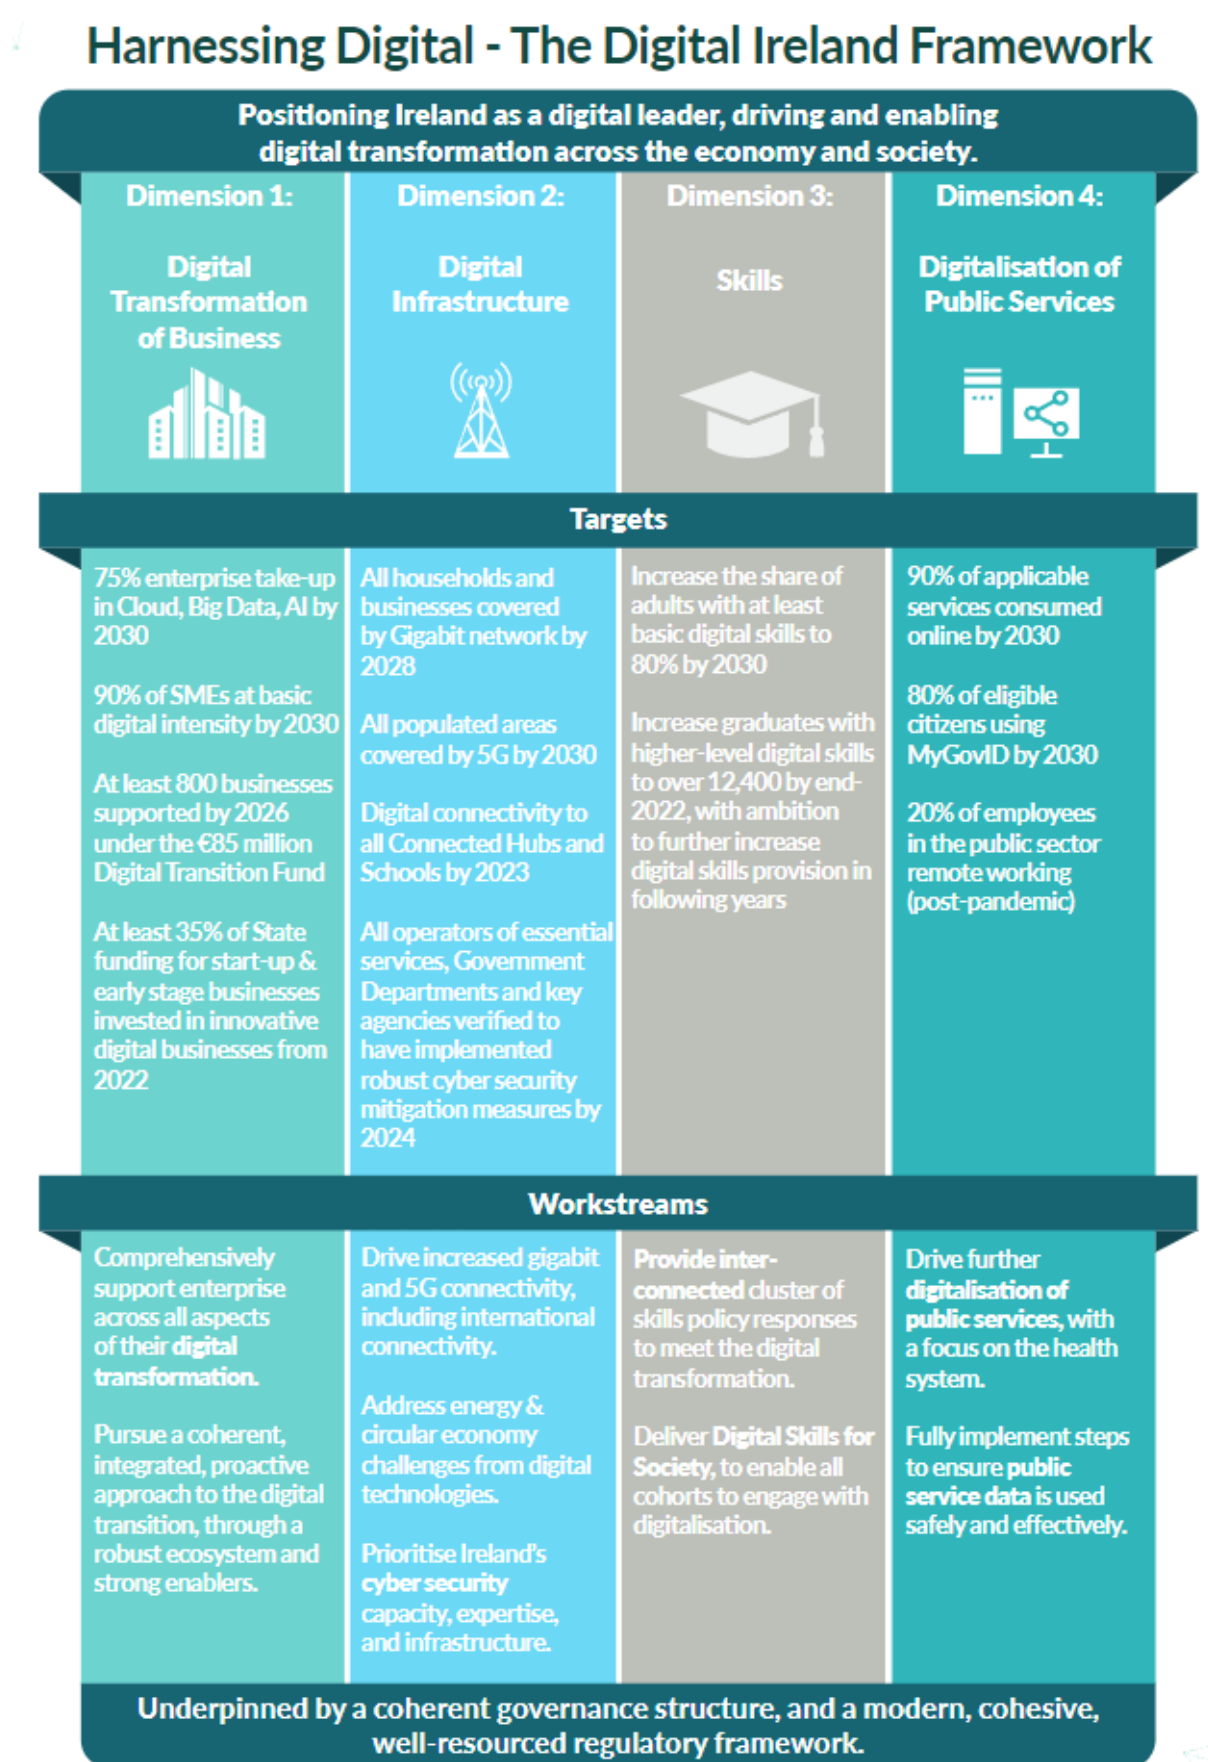 Harnessing Digital - The Digital Ireland Framework
Positioning Ireland as a digital leader, driving and enabling
digital transformation across the economy and society.
Dimension 1:
Digital
Transformation
of Business
Dimension 2:
Digital
Infrastructure
Dimension 3:
Skills
Dimension 4:
Digitalisation of
Public Services
Targets
75% enterprise take-up
in Cloud, Big Data, AI by
2030
90% of SMEs at basic
digital intensity by 2030
At least 800 businesses
supported by 2026
under the €85 million
Digital Transition Fund
At least 35% of State
funding for start-up &
early stage businesses
invested in innovative
digital businesses from
2022
All households and
businesses covered
by Gigabit network by
2028
All populated areas
covered by 5G by 2030
Digital connectivity to
all Connected Hubs and
Schools by 2023
All operators of essential
services, Government
Departments and key
agencies verified to
have implemented
robust cyber security
mitigation measures by
2024
Increase the share of
adults with at least
basic digital skills to
80% by 2030
Increase graduates with
higher-level digital skills
to over 12,400 by end-
2022, with ambition
to further increase
digital skills provision in
following years
90% of applicable
services consumed
online by 2030
80% of eligible
citizens using
MyGovID by 2030
20% of employees
in the public sector
remote working
(post-pandemic)
Workstreams
Comprehensively
support enterprise
across all aspects
of their digital
transformation.
Pursue a coherent,
integrated, proactive
approach to the digital
transition, through a
robust ecosystem and
strong enablers.
Drive increased gigabit
and 5G connectivity,
including international
connectivity.
Address energy &
circular economy
challenges from digital
technologies.
Prioritise Ireland's
cyber security
capacity, expertise,
and infrastructure.
Provide inter-
connected cluster of
skills policy responses
to meet the digital
transformation.
Deliver Digital Skills for
Society, to enable all
cohorts to engage with
digitalisation.
Drive further
digitalisation of
public services, with
a focus on the health
system.
Fully implement steps
to ensure public
service data is used
safely and effectively.
Underpinned by a coherent governance structure, and a modern, cohesive,
well-resourced regulatory framework.